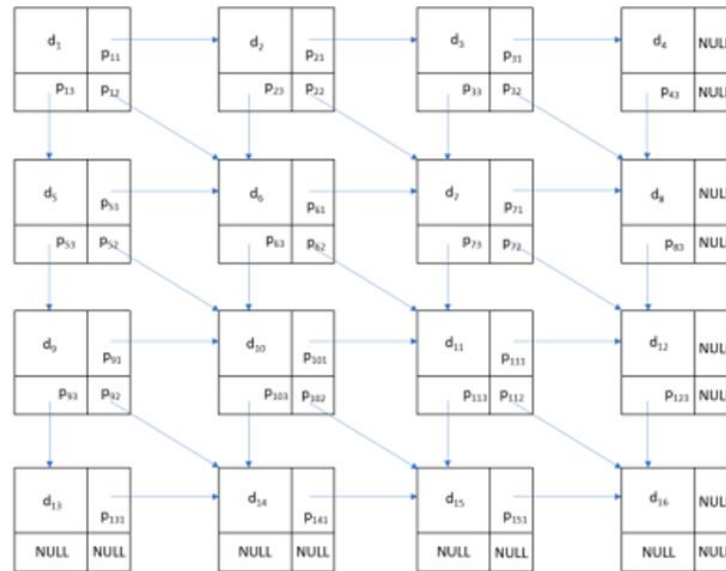 d₁ d₂ d₃ d₄ NULL
p₁₁ p₂₁ p₃₁
p₁₃ p₁₂ p₂₃ p₂₂ p₃₃ p₃₂ p₄₃ NULL
d₅ d₆ d₇ d₈ NULL
p₅₁ p₆₁ p₇₁
p₅₃ p₅₂ p₆₃ p₆₂ p₇₃ p₇₂ p₈₃ NULL
d₉ d₁₀ d₁₁ d₁₂ NULL
p₉₁ p₁₀₁ p₁₁₁
p₉₃ p₉₂ p₁₀₃ p₁₀₂ p₁₁₃ p₁₁₂ p₁₂₃ NULL
d₁₃ d₁₄ d₁₅ d₁₆ NULL
p₁₃₁ p₁₄₁ p₁₅₁
NULL NULL NULL NULL NULL NULL NULL NULL